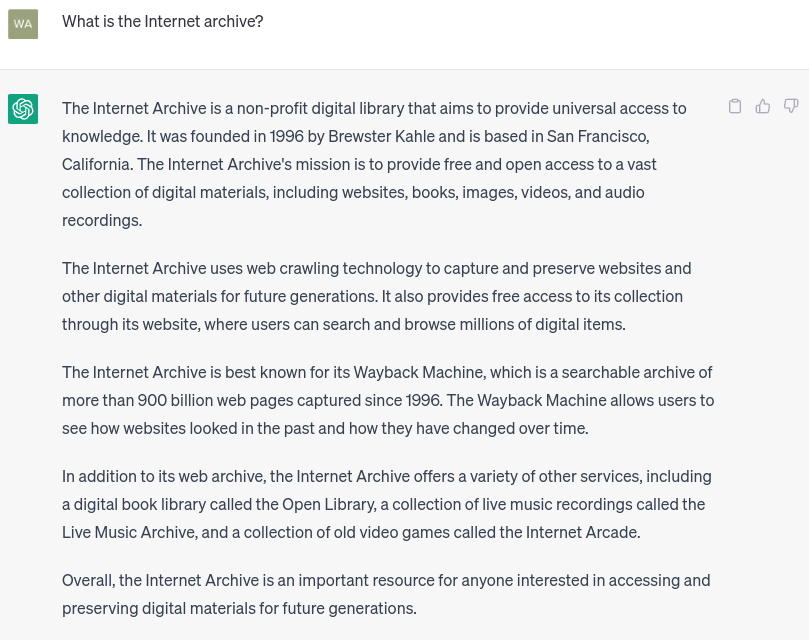 WA
What is the Internet archive?
The Internet Archive is a non-profit digital library that aims to provide universal access to
knowledge. It was founded in 1996 by Brewster Kahle and is based in San Francisco,
California. The Internet Archive's mission is to provide free and open access to a vast
collection of digital materials, including websites, books, images, videos, and audio
recordings.
The Internet Archive uses web crawling technology to capture and preserve websites and
other digital materials for future generations. It also provides free access to its collection
through its website, where users can search and browse millions of digital items.
The Internet Archive is best known for its Wayback Machine, which is a searchable archive of
more than 900 billion web pages captured since 1996. The Wayback Machine allows users to
see how websites looked in the past and how they have changed over time.
In addition to its web archive, the Internet Archive offers a variety of other services, including
a digital book library called the Open Library, a collection of live music recordings called the
Live Music Archive, and a collection of old video games called the Internet Arcade.
Overall, the Internet Archive is an important resource for anyone interested in accessing and
preserving digital materials for future generations.